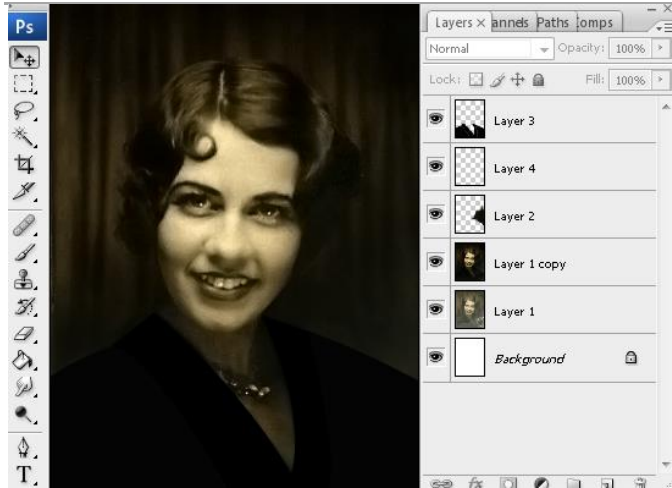 Ps
Layers × annels Paths omps
Normal Opacity: 100%
Lock: Fill: 100%
Layer 3
Layer 4
Layer 2
Layer 1 copy
Layer 1
Background
T
fx